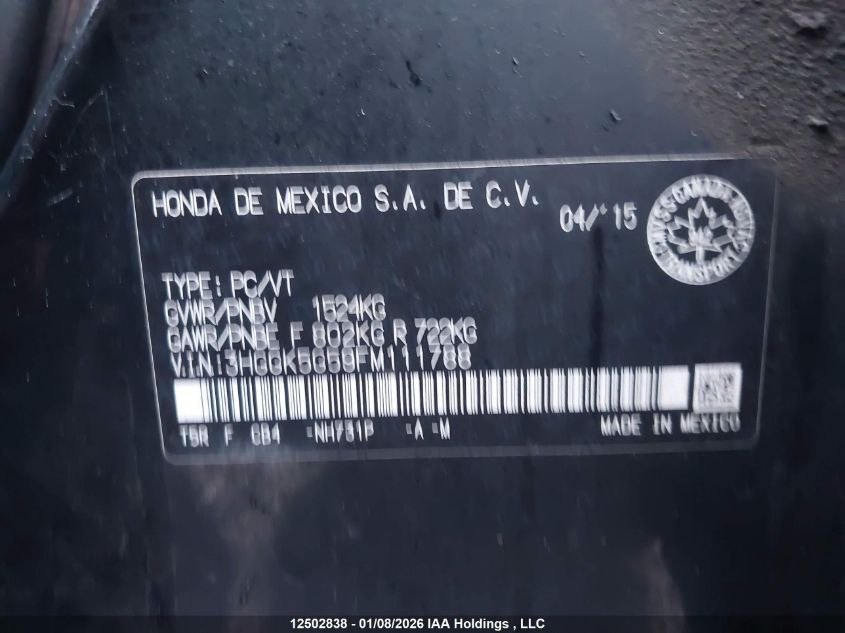 HONDA DE MEXICO S.A. DE C.V.
04/'15
TYPE: PC/VT
GVWR/PNBV 1524KG
GAWR/PNBE F 802KG R 722KG
V.I.N:3HGGK5G59FM111788
T5R F NH731P A M
MADE IN MEXICO
12502838 - 01/08/2026 IAA Holdings , LLC